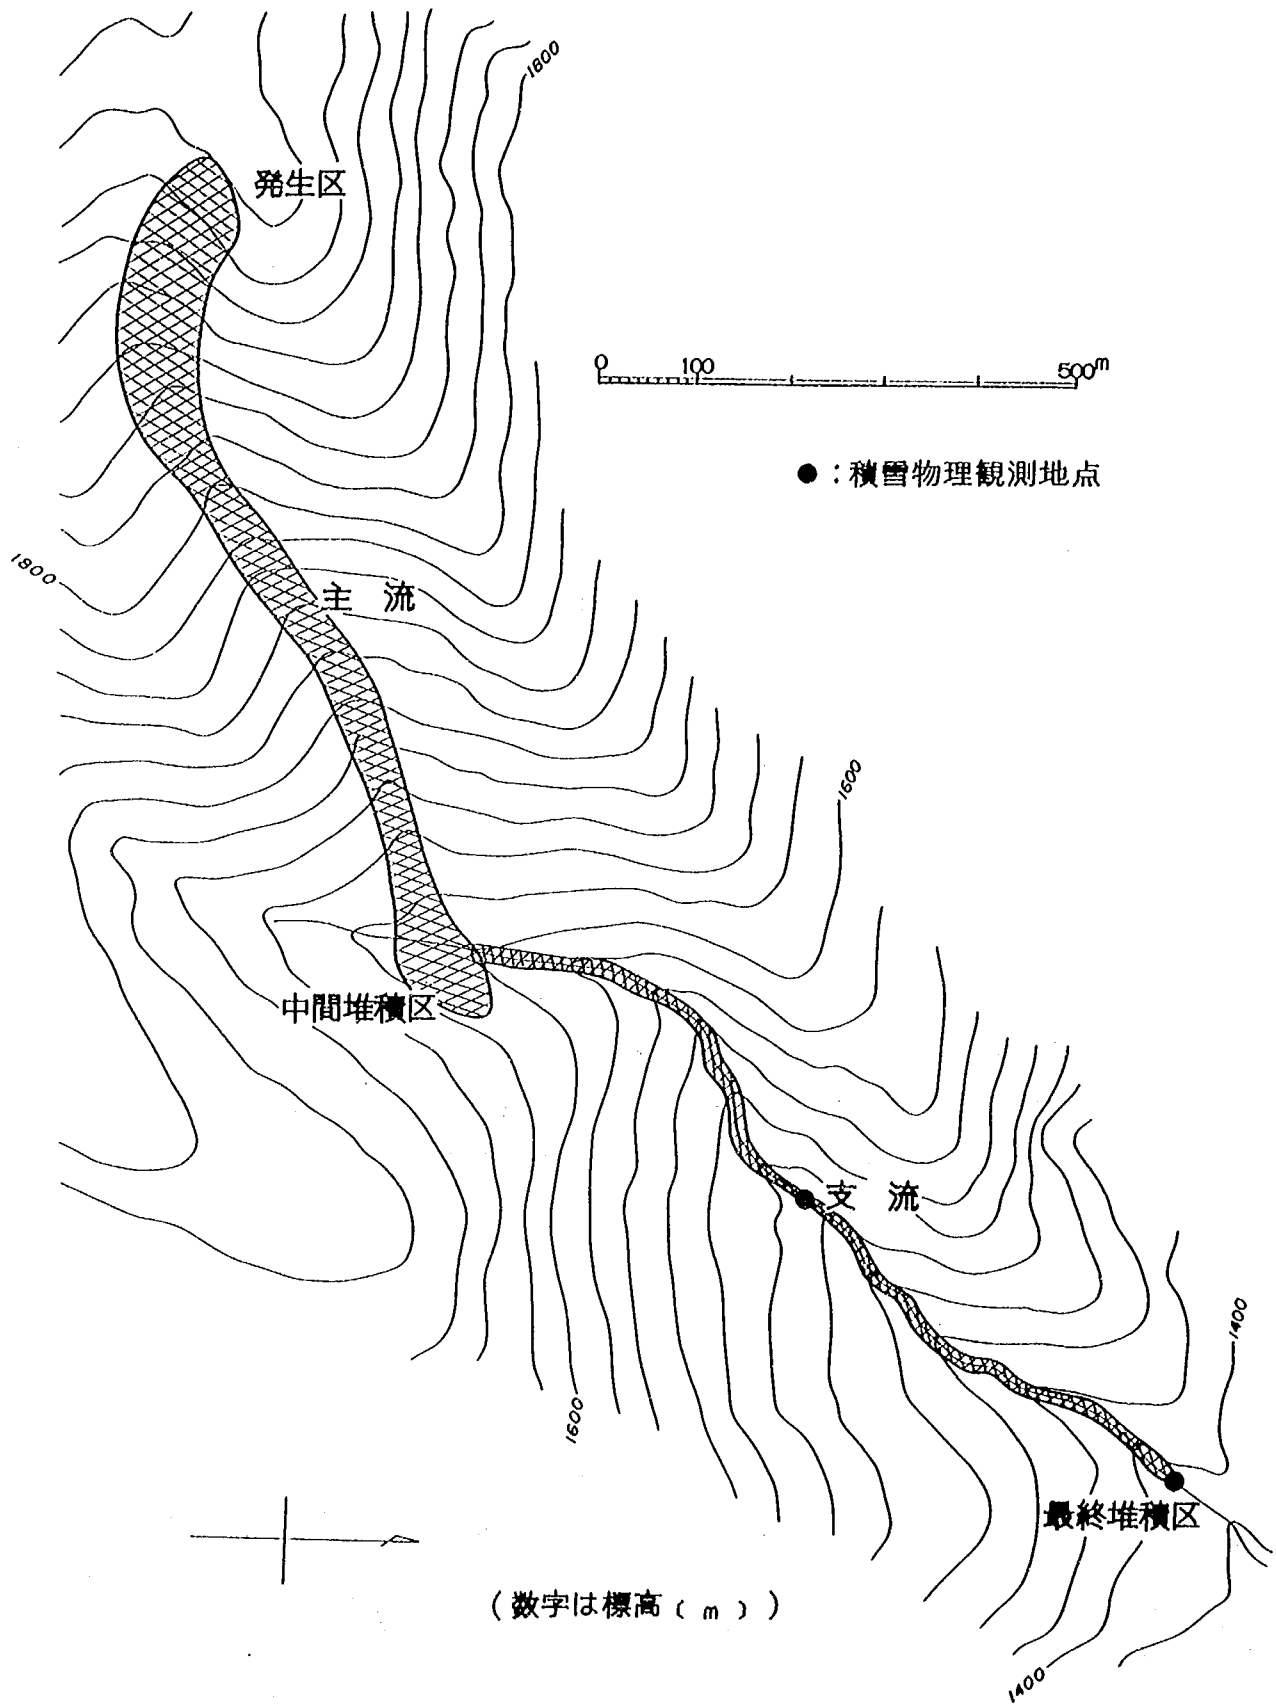 1800
発生区
0 100 500m
●：積雪物理観測地点
1800
主 流
1600
中間堆積区
支 流
1400
1600
最終堆積区
(数字は標高(m))
1400